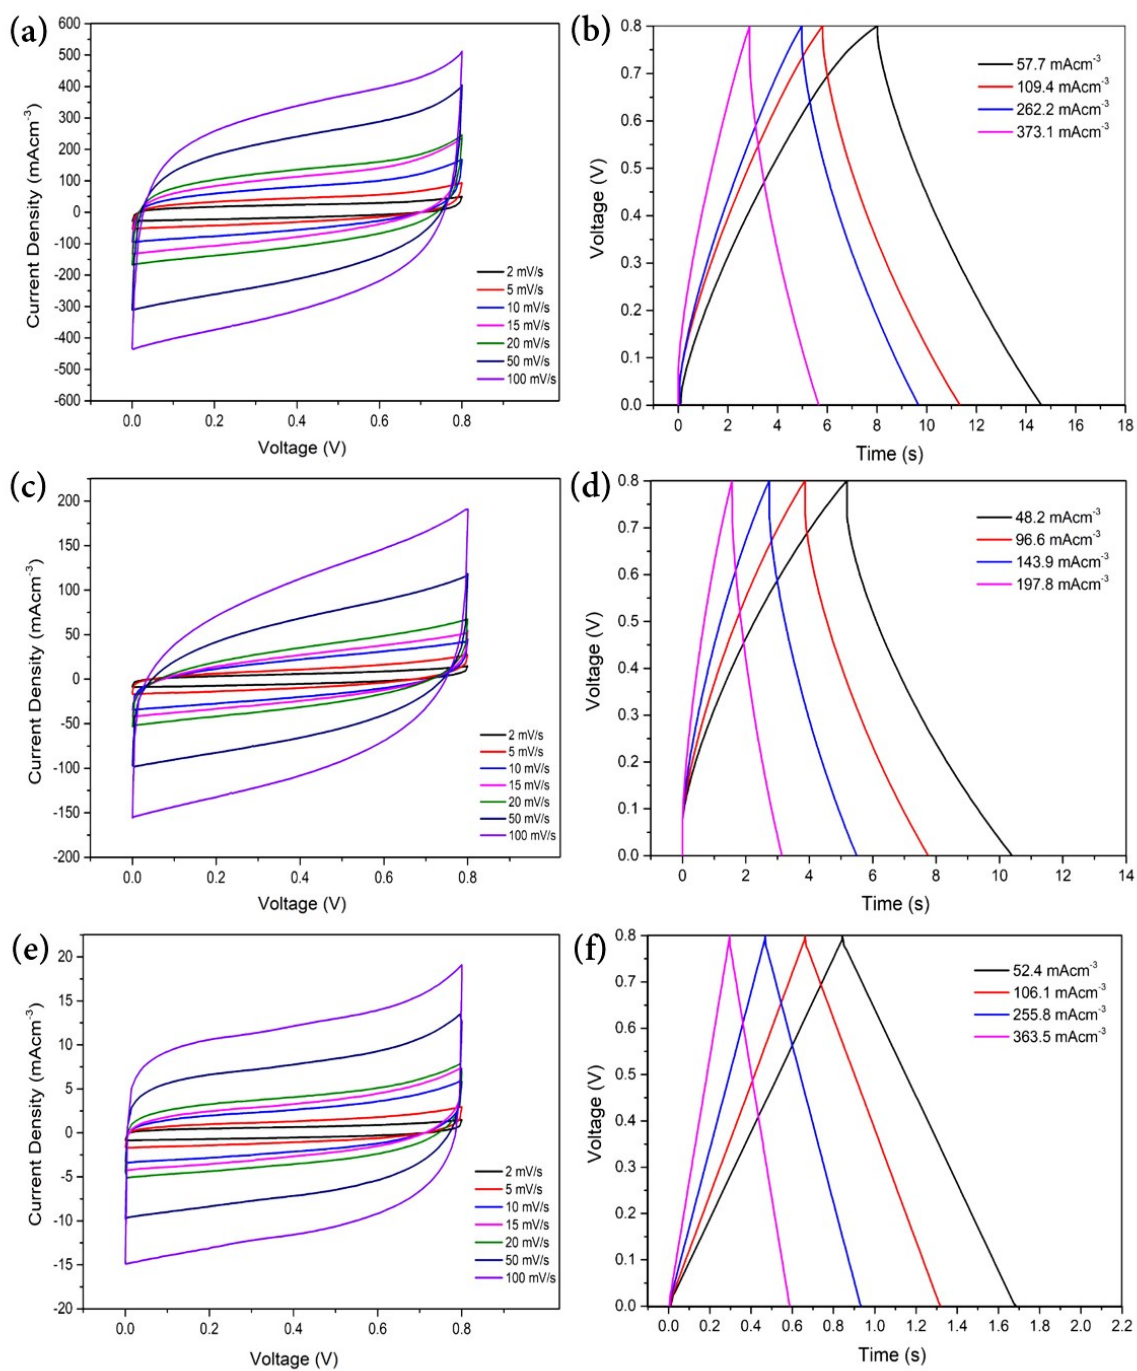 (a)
600
500
400
300
200
100
0
-100
-200
-300
-400
-500
-600
Current Density (mAcm-3)
0.0 0.2 0.4 0.6 0.8
Voltage (V)
2 mV/s
5 mV/s
10 mV/s
15 mV/s
20 mV/s
50 mV/s
100 mV/s
(b)
0.8
0.7
0.6
0.5
0.4
0.3
0.2
0.1
0.0
Voltage (V)
0 2 4 6 8 10 12 14 16 18
Time (s)
57.7 mAcm-3
109.4 mAcm-3
262.2 mAcm-3
373.1 mAcm-3
(c)
200
150
100
50
0
-50
-100
-150
-200
Current Density (mAcm-3)
0.0 0.2 0.4 0.6 0.8
Voltage (V)
2 mV/s
5 mV/s
10 mV/s
15 mV/s
20 mV/s
50 mV/s
100 mV/s
(d)
0.8
0.7
0.6
0.5
0.4
0.3
0.2
0.1
0.0
Voltage (V)
0 2 4 6 8 10 12 14
Time (s)
48.2 mAcm-3
96.6 mAcm-3
143.9 mAcm-3
197.8 mAcm-3
(e)
20
15
10
5
0
-5
-10
-15
-20
Current Density (mAcm-3)
0.0 0.2 0.4 0.6 0.8
Voltage (V)
2 mV/s
5 mV/s
10 mV/s
15 mV/s
20 mV/s
50 mV/s
100 mV/s
(f)
0.8
0.7
0.6
0.5
0.4
0.3
0.2
0.1
0.0
Voltage (V)
0.0 0.2 0.4 0.6 0.8 1.0 1.2 1.4 1.6 1.8 2.0 2.2
Time (s)
52.4 mAcm-3
106.1 mAcm-3
255.8 mAcm-3
363.5 mAcm-3